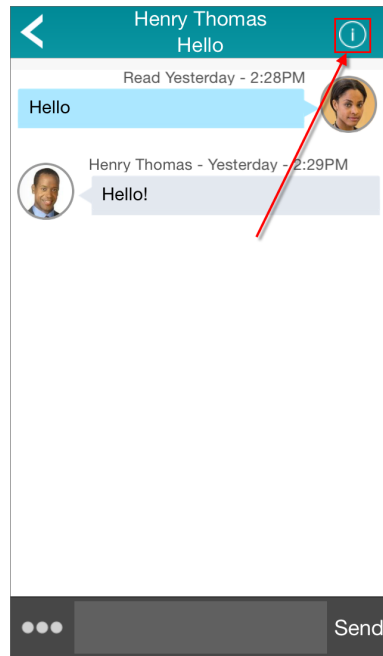 Henry Thomas
Hello
Read Yesterday - 2:28PM
Hello
Henry Thomas - Yesterday - 2:29PM
Hello!
Send